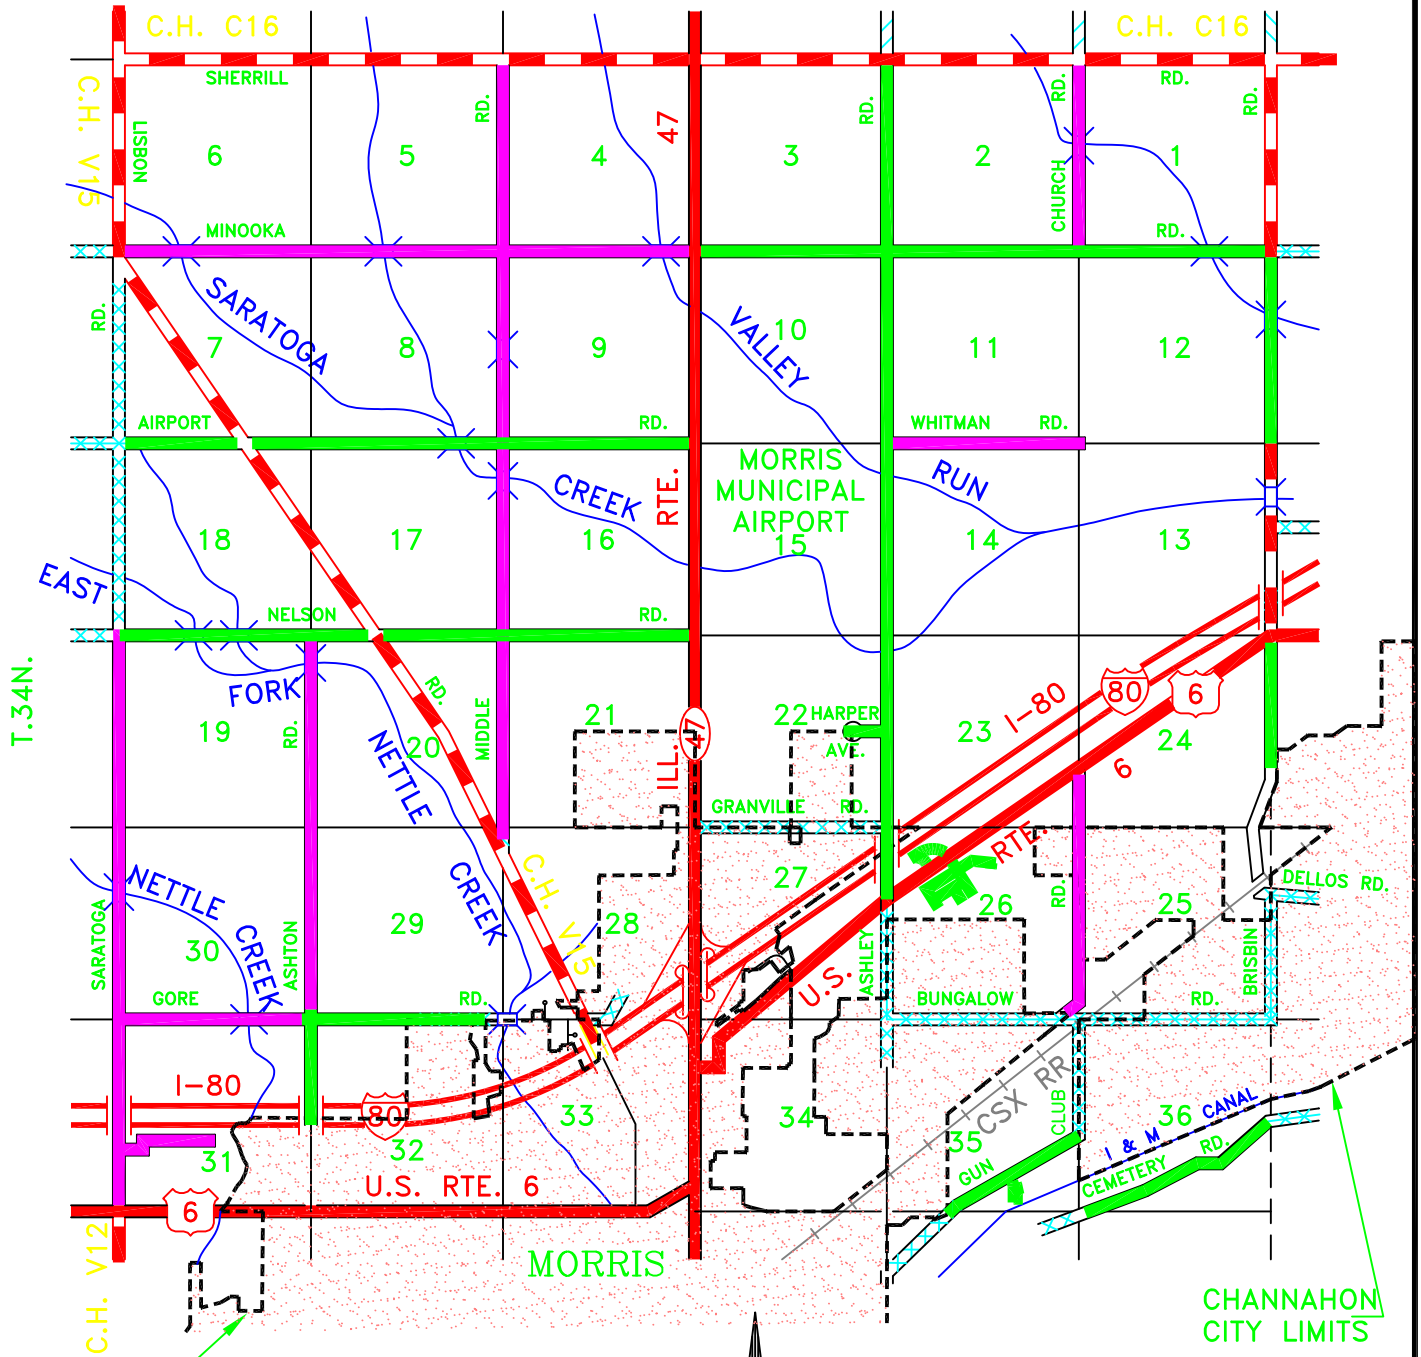 C.H. C16
C.H. C16
SHERRILL
RD.
C.H. V15
LISBON
RD.
47
RD.
RD.
RD.
6
5
4
3
2
1
CHURCH
MINOOKA
RD.
RD.
SARATOGA
VALLEY
7
8
9
10
11
12
AIRPORT
RD.
WHITMAN
RD.
MORRIS
MUNICIPAL
AIRPORT
RTE.
CREEK
RUN
18
17
16
15
14
13
EAST
NELSON
RD.
T.34N.
FORK
RD.
RD.
MIDDLE
19
20
21
22
HARPER
AVE.
23
I-80
80
6
24
47
ILL.
6
NETTLE
GRANVILLE
RD.
RTE.
NETTLE
CREEK
CREEK
C.H.
V15
27
DELLOS RD.
RD.
SARATOGA
30
ASHTON
29
28
26
25
ASHLEY
BRISBIN
U.S.
GORE
RD.
BUNGALOW
RD.
I-80
80
33
34
CSX RR
CLUB
36
CANAL
I & M
31
32
35
GUN
CEMETERY
RD.
U.S. RTE. 6
6
C.H. V12
MORRIS
CHANNAHON
CITY LIMITS